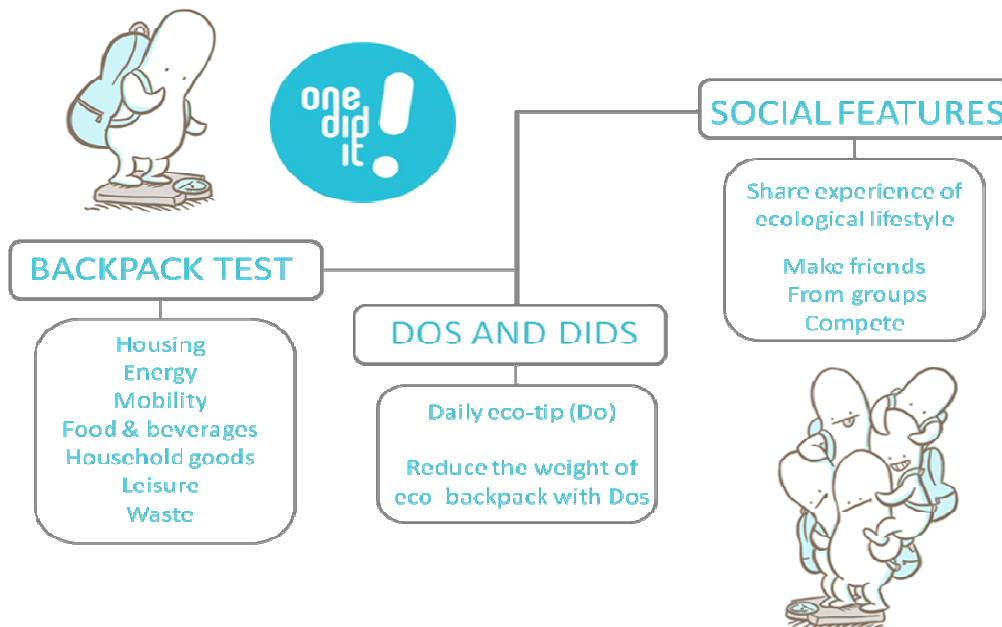 one
did
it!
SOCIAL FEATURES
Share experience of
ecological lifestyle
Make friends
From groups
Compete
BACKPACK TEST
Housing
Energy
Mobility
Food & beverages
Household goods
Leisure
Waste
DOS AND DIDS
Daily eco-tip (Do)
Reduce the weight of
eco backpack with Dos